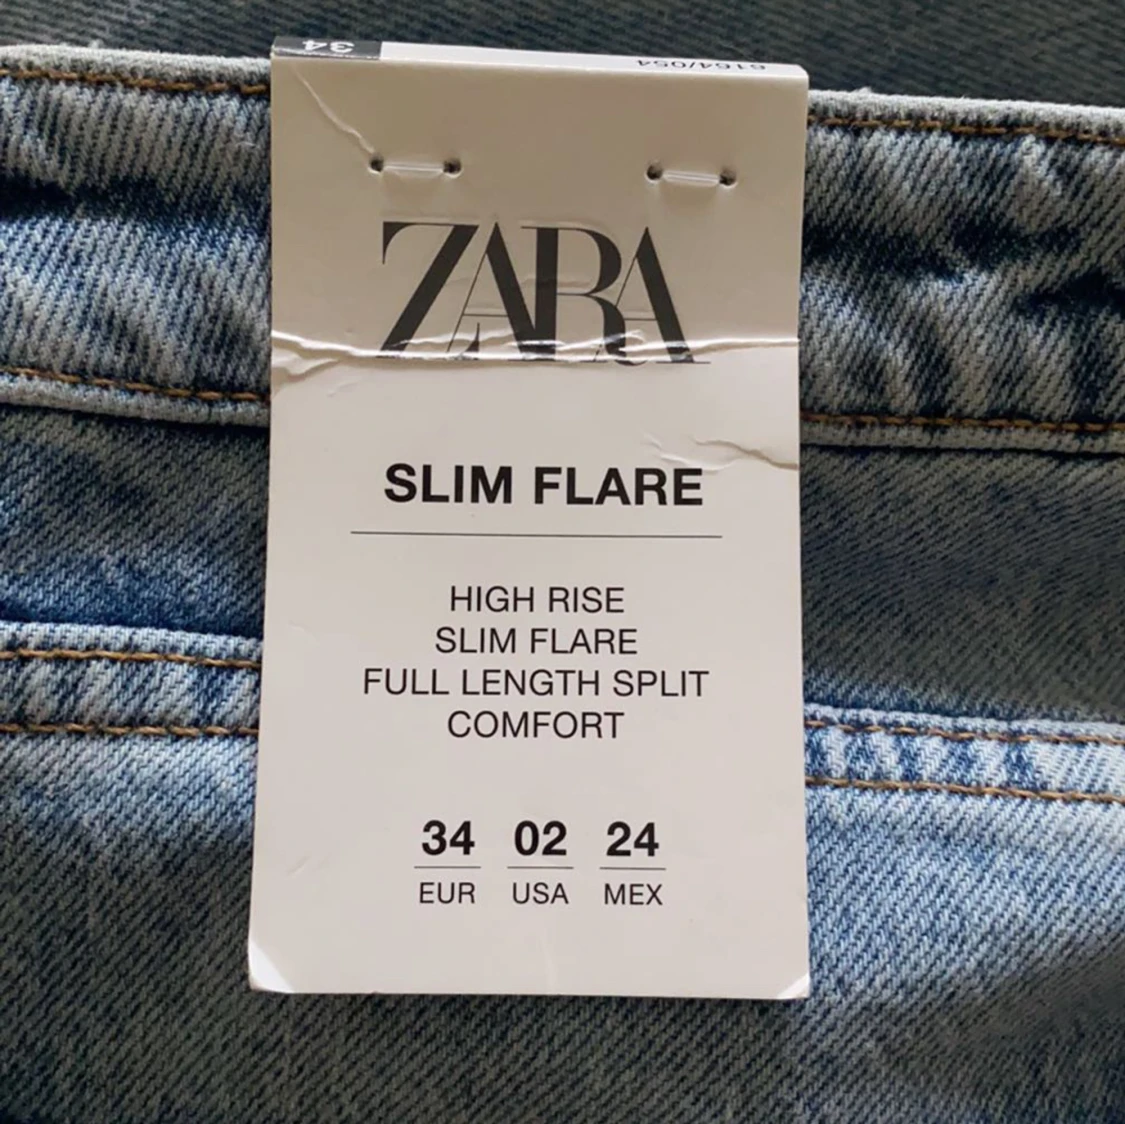 34
6164/054
ZARA
SLIM FLARE
HIGH RISE
SLIM FLARE
FULL LENGTH SPLIT
COMFORT
34 02 24
EUR USA MEX